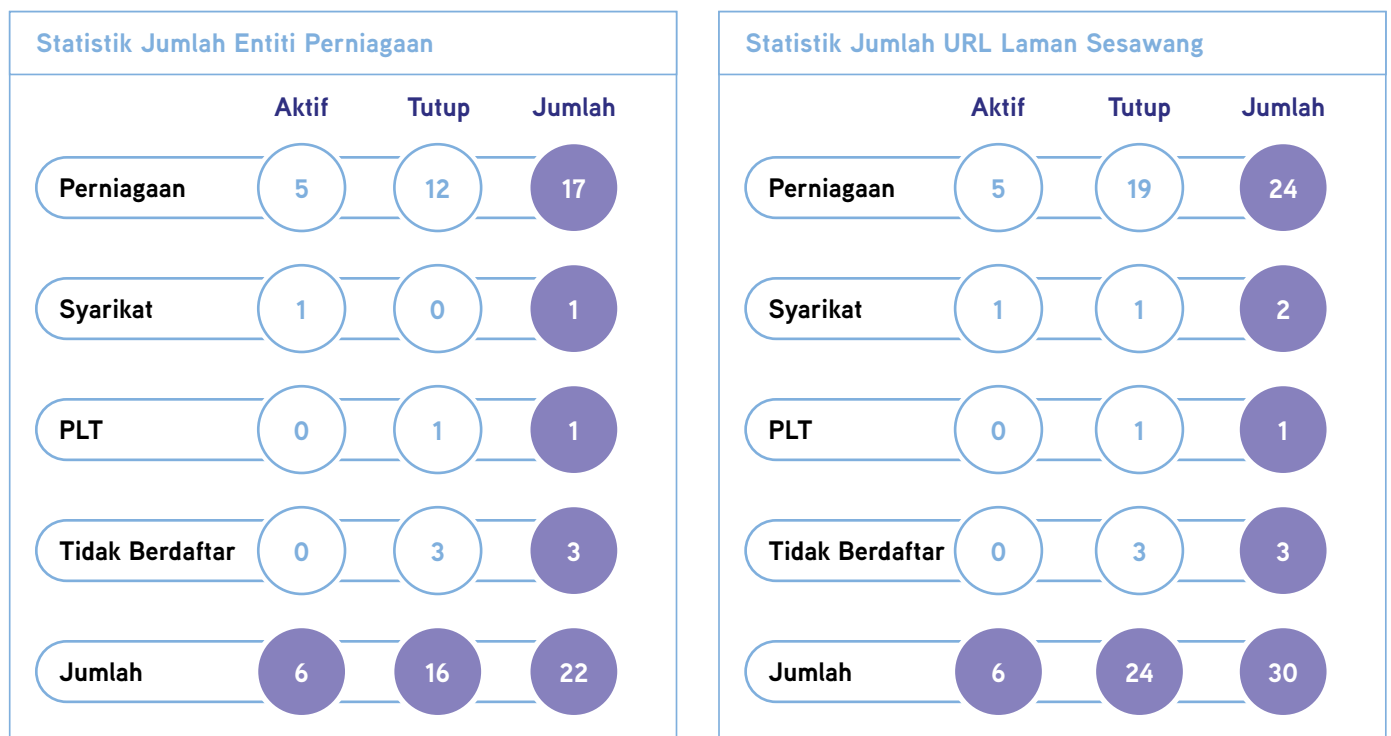 Statistik Jumlah Entiti Perniagaan
Aktif Tutup Jumlah
Perniagaan 5 12 17
Syarikat 1 0 1
PLT 0 1 1
Tidak Berdaftar 0 3 3
Jumlah 6 16 22
Statistik Jumlah URL Laman Sesawang
Aktif Tutup Jumlah
Perniagaan 5 19 24
Syarikat 1 1 2
PLT 0 1 1
Tidak Berdaftar 0 3 3
Jumlah 6 24 30